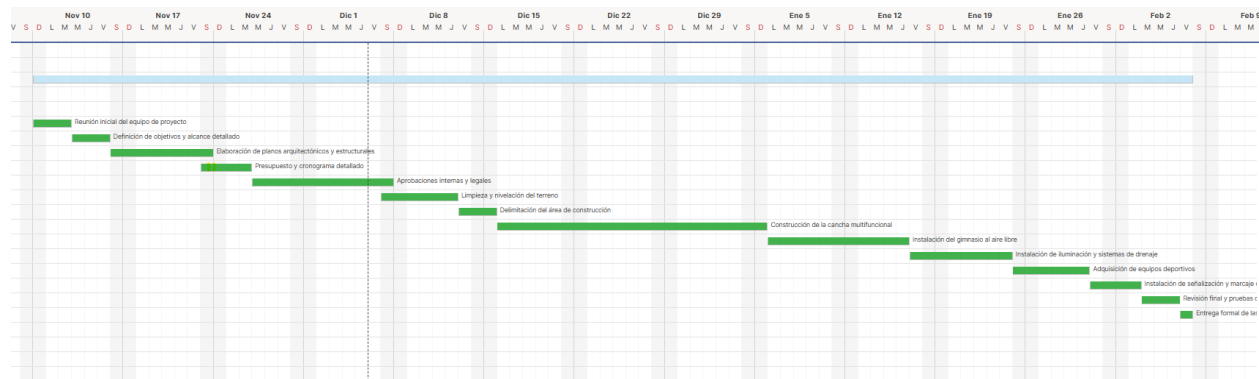 Nov 10 Nov 17 Nov 24 Dic 1 Dic 8 Dic 15 Dic 22 Dic 29 Ene 5 Ene 12 Ene 19 Ene 26 Feb 2 Feb 9
V S D L M M J V S D L M M J V S D L M M J V S D L M M J V S D L M M J V S D L M M J V S D L M M J V S D L M M J V S D L M M J V S D L M M J V S D L M M J V S D L M M J V S D L M M J V S D L M M
Reunión inicial del equipo de proyecto
Definición de objetivos y alcance detallado
Elaboración de planos arquitectónicos y estructurales
Presupuesto y cronograma detallado
Aprobaciones internas y legales
Limpieza y nivelación del terreno
Delimitación del área de construcción
Construcción de la cancha multifuncional
Instalación del gimnasio al aire libre
Instalación de iluminación y sistemas de drenaje
Adquisición de equipos deportivos
Instalación de señalización y marcaje
Revisión final y pruebas
Entrega formal de las